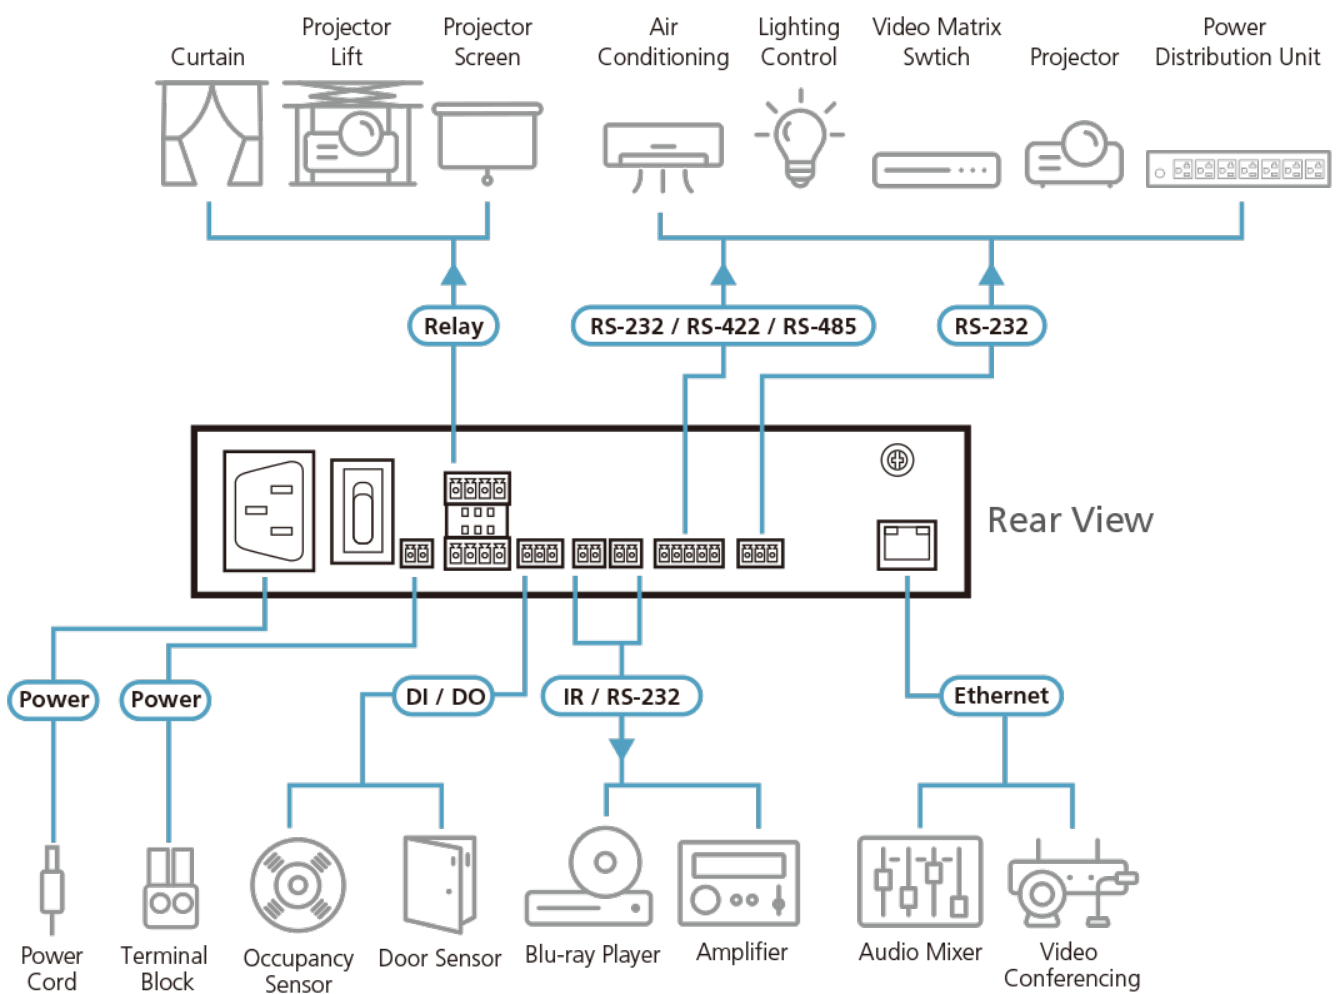 Curtain
Projector
Lift
Projector
Screen
Air
Conditioning
Lighting
Control
Video Matrix
Swtich
Projector
Power
Distribution Unit
Relay
RS-232 / RS-422 / RS-485
RS-232
Rear View
Power
Power
DI / DO
IR / RS-232
Ethernet
Power
Cord
Terminal
Block
Occupancy
Sensor
Door Sensor
Blu-ray Player
Amplifier
Audio Mixer
Video
Conferencing